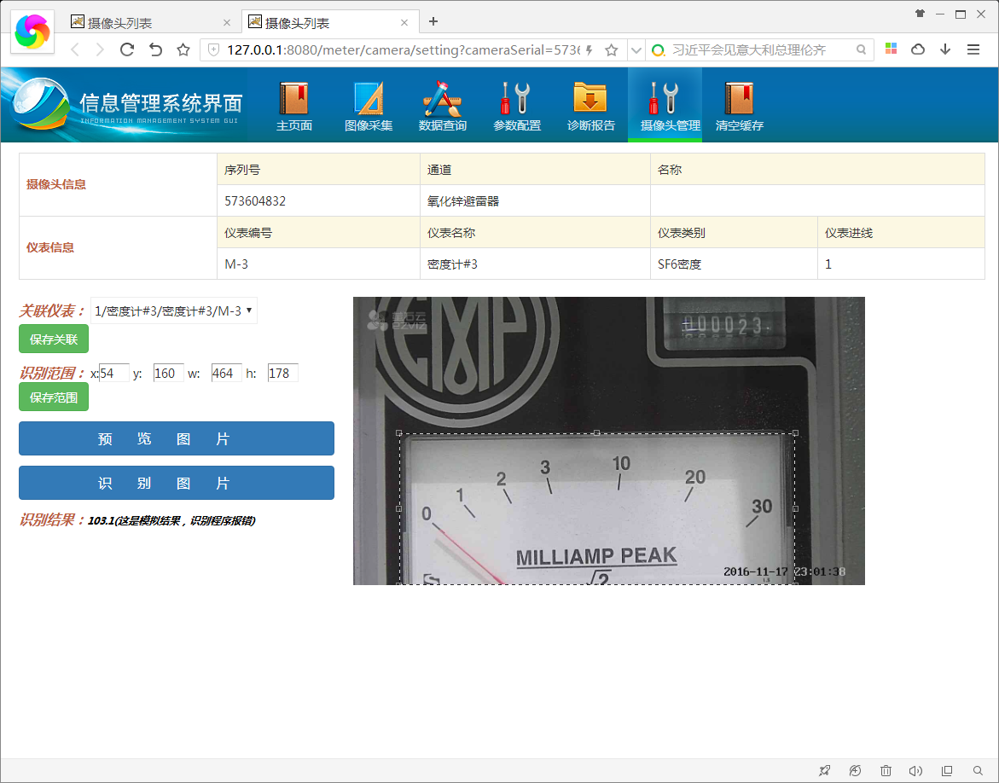 摄像头列表
摄像头列表
127.0.0.1:8080/meter/camera/setting?cameraSerial=5736
习近平会见意大利总理伦齐
信息管理系统界面
INFORMATION MANAGEMENT SYSTEM GUI
主页面
图像采集
数据查询
参数配置
诊断报告
摄像头管理
清空缓存
摄像头信息
序列号 通道 名称
573604832 氧化锌避雷器
仪表信息
仪表编号 仪表名称 仪表类别 仪表进线
M-3 密度计#3 SF6密度 1
关联仪表： 1/密度计#3/密度计#3/M-3
保存关联
识别范围： x:54 y: 160 w: 464 h: 178
保存范围
预 览 图 片
识 别 图 片
识别结果：103.1(这是模拟结果，识别程序报错)
萤石云
EZVIZ
CMP
000023
0 1 2 3 10 20 30
MILLIAMP PEAK
√2
2016-11-17 23:01:38